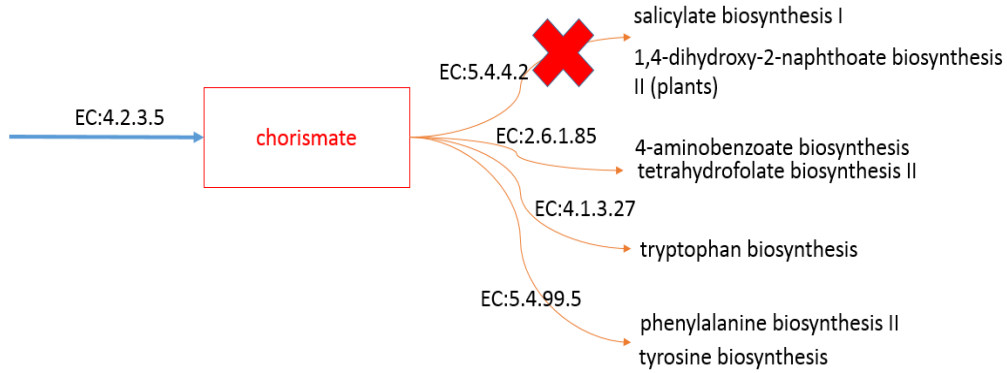 salicylate biosynthesis I
1,4-dihydroxy-2-naphthoate biosynthesis
II (plants)
EC:5.4.4.2
EC:4.2.3.5
chorismate
EC:2.6.1.85
4-aminobenzoate biosynthesis
tetrahydrofolate biosynthesis II
EC:4.1.3.27
tryptophan biosynthesis
EC:5.4.99.5
phenylalanine biosynthesis II
tyrosine biosynthesis